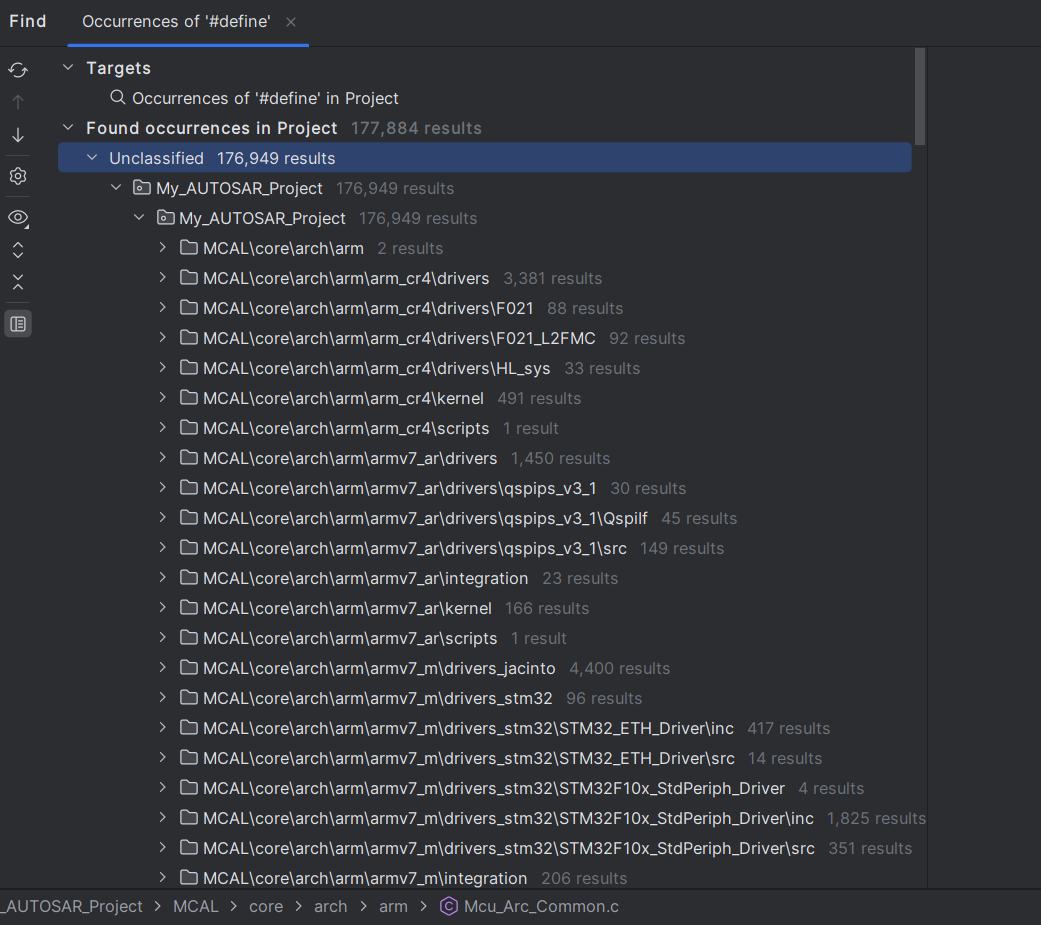 Find Occurrences of '#define'
Targets
Occurrences of '#define' in Project
Found occurrences in Project 177,884 results
Unclassified 176,949 results
My_AUTOSAR_Project 176,949 results
My_AUTOSAR_Project 176,949 results
MCAL\core\arch\arm 2 results
MCAL\core\arch\arm\arm_cr4\drivers 3,381 results
MCAL\core\arch\arm\arm_cr4\drivers\F021 88 results
MCAL\core\arch\arm\arm_cr4\drivers\F021_L2FMC 92 results
MCAL\core\arch\arm\arm_cr4\drivers\HL_sys 33 results
MCAL\core\arch\arm\arm_cr4\kernel 491 results
MCAL\core\arch\arm\arm_cr4\scripts 1 result
MCAL\core\arch\arm\armv7_ar\drivers 1,450 results
MCAL\core\arch\arm\armv7_ar\drivers\qspips_v3_1 30 results
MCAL\core\arch\arm\armv7_ar\drivers\qspips_v3_1\QspiIf 45 results
MCAL\core\arch\arm\armv7_ar\drivers\qspips_v3_1\src 149 results
MCAL\core\arch\arm\armv7_ar\integration 23 results
MCAL\core\arch\arm\armv7_ar\kernel 166 results
MCAL\core\arch\arm\armv7_ar\scripts 1 result
MCAL\core\arch\arm\armv7_m\drivers_jacinto 4,400 results
MCAL\core\arch\arm\armv7_m\drivers_stm32 96 results
MCAL\core\arch\arm\armv7_m\drivers_stm32\STM32_ETH_Driver\inc 417 results
MCAL\core\arch\arm\armv7_m\drivers_stm32\STM32_ETH_Driver\src 14 results
MCAL\core\arch\arm\armv7_m\drivers_stm32\STM32F10x_StdPeriph_Driver 4 results
MCAL\core\arch\arm\armv7_m\drivers_stm32\STM32F10x_StdPeriph_Driver\inc 1,825 results
MCAL\core\arch\arm\armv7_m\drivers_stm32\STM32F10x_StdPeriph_Driver\src 351 results
MCAL\core\arch\arm\armv7_m\integration 206 results
_AUTOSAR_Project > MCAL > core > arch > arm > Mcu_Arc_Common.c